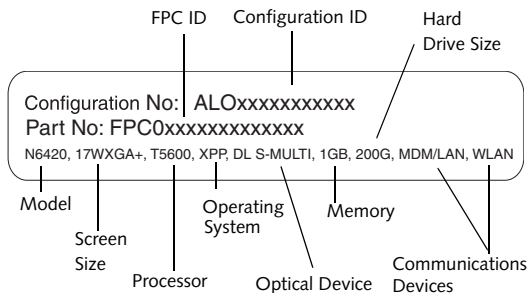 FPC ID
Configuration ID
Hard
Drive Size
Configuration No: ALOxxxxxxxxxxx
Part No: FPC0xxxxxxxxxxxxx
N6420, 17WXGA+, T5600, XPP, DL S-MULTI, 1GB, 200G, MDM/LAN, WLAN
Model
Screen
Size
Processor
Operating
System
Optical Device
Memory
Communications
Devices